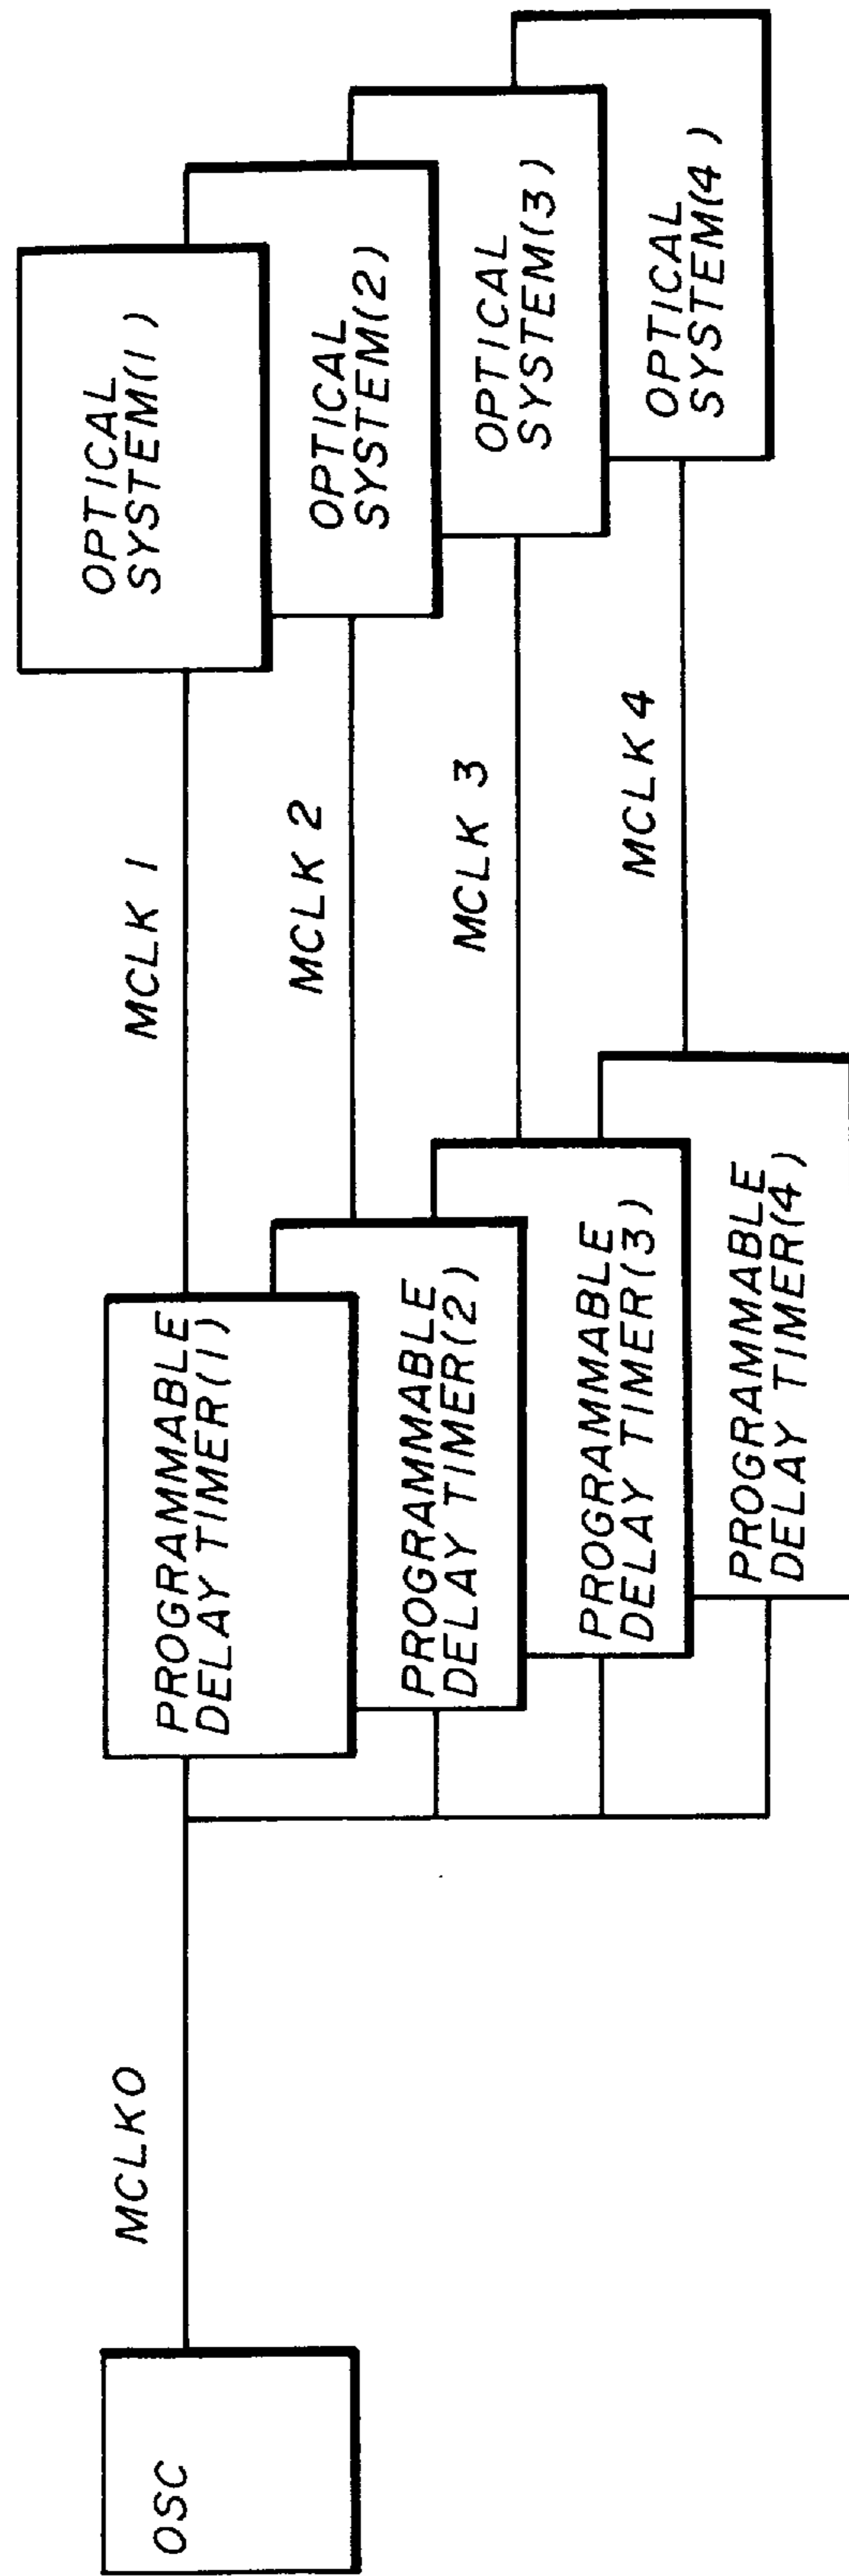 OSC
MCLK0
PROGRAMMABLE
DELAY TIMER(1)
PROGRAMMABLE
DELAY TIMER(2)
PROGRAMMABLE
DELAY TIMER(3)
PROGRAMMABLE
DELAY TIMER(4)
MCLK 1
MCLK 2
MCLK 3
MCLK 4
OPTICAL
SYSTEM(1)
OPTICAL
SYSTEM(2)
OPTICAL
SYSTEM(3)
OPTICAL
SYSTEM(4)